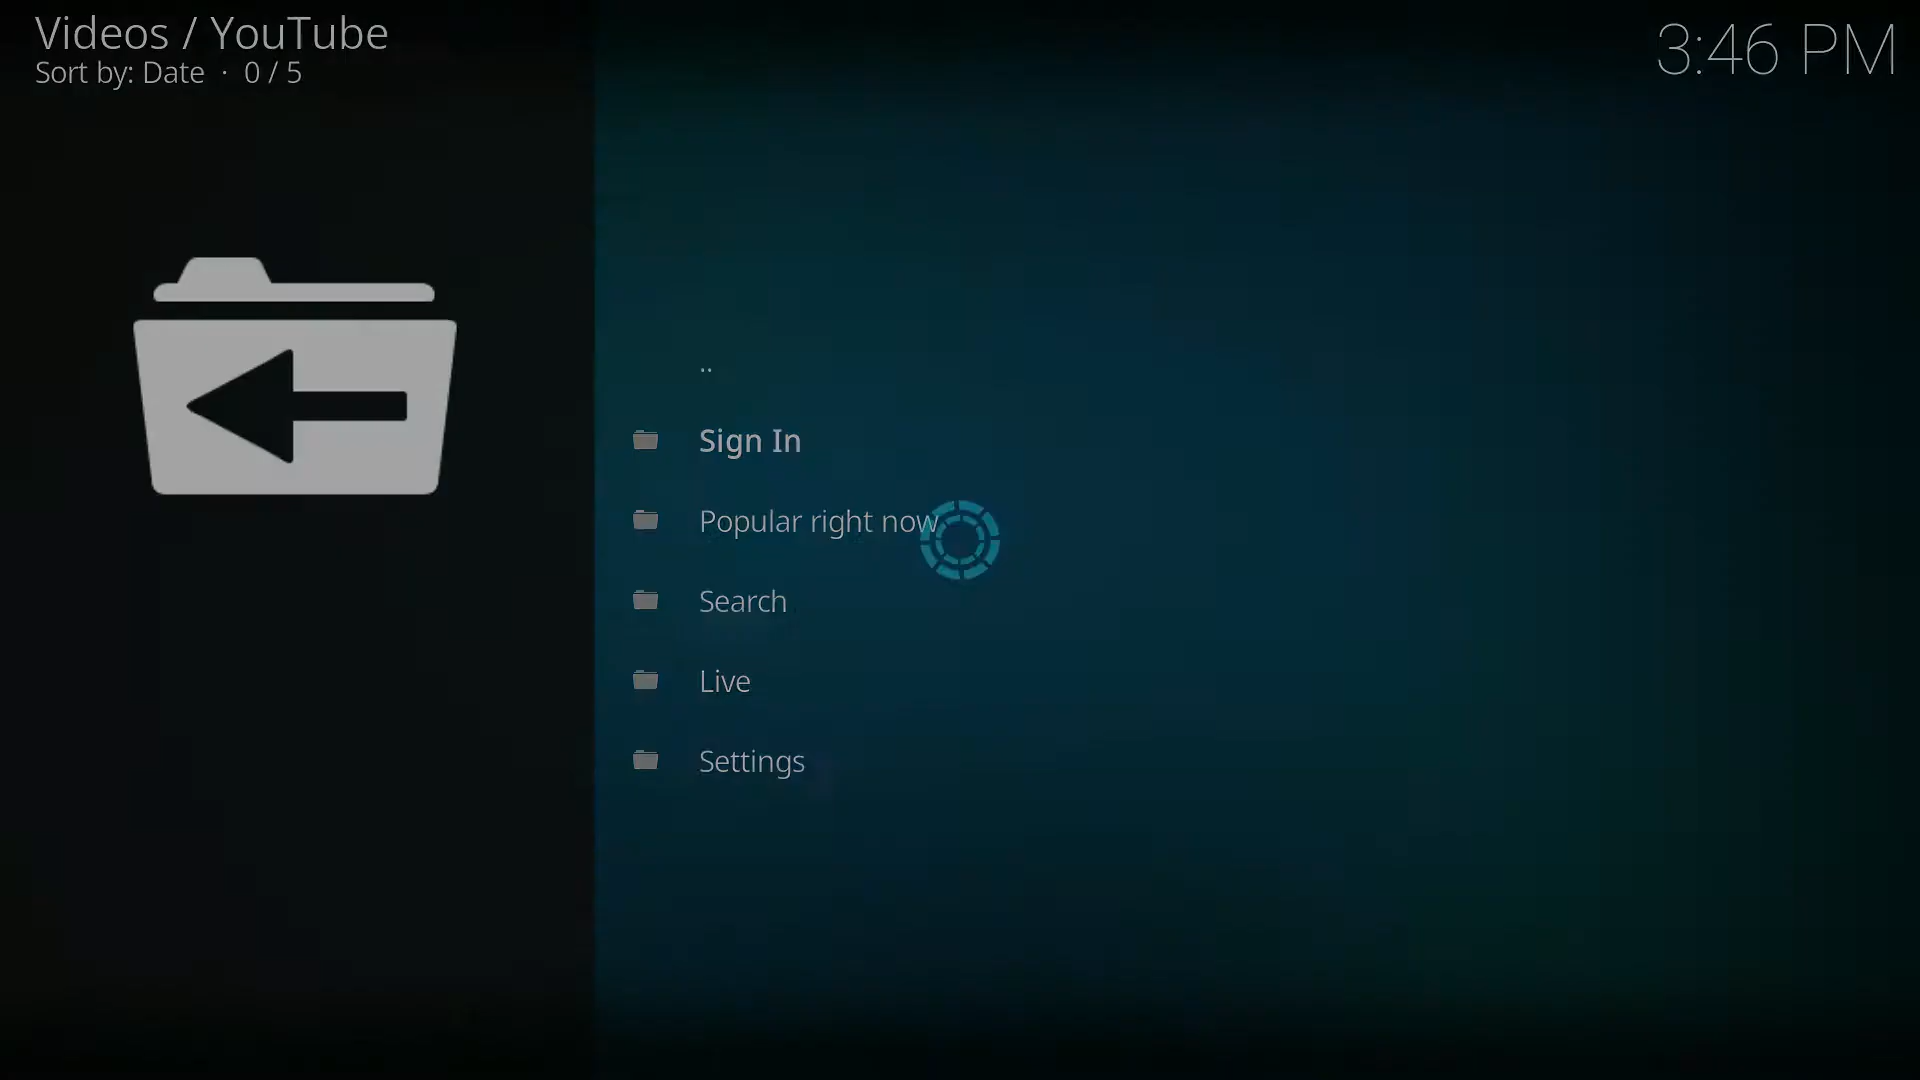 Videos / YouTube
Sort by: Date · 0 / 5
3:46 PM
..
Sign In
Popular right now
Search
Live
Settings